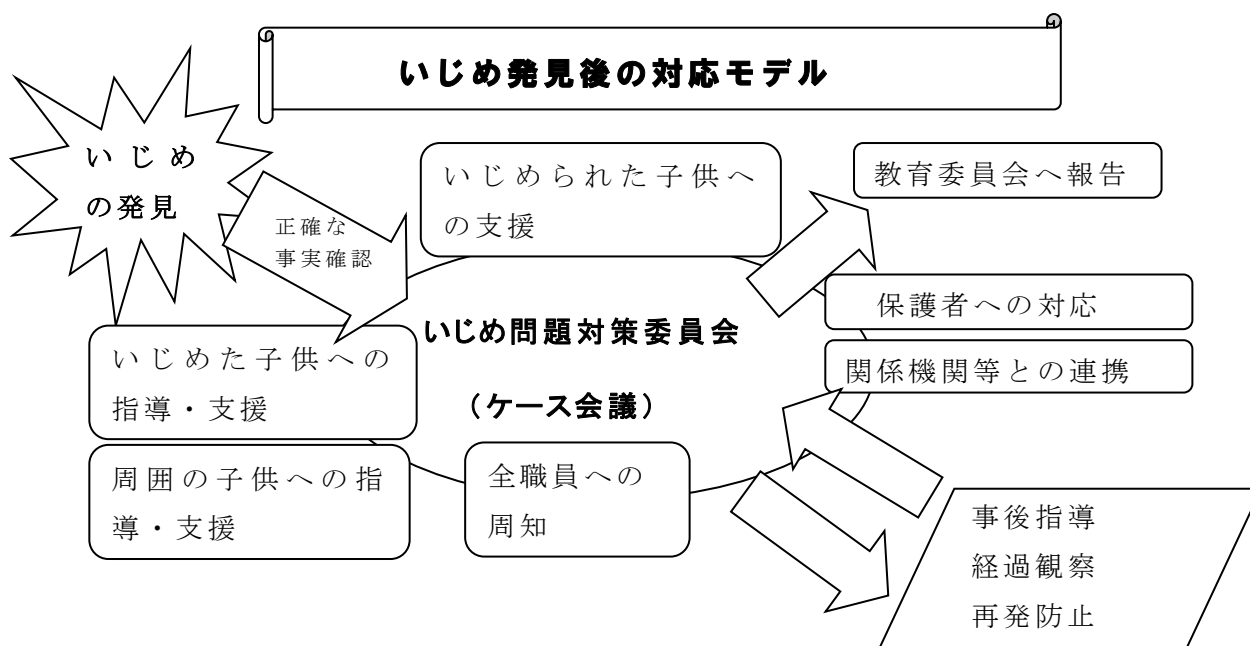 いじめ発見後の対応モデル
いじめ
の発見
正確な
事実確認
いじめられた子供へ
の支援
教育委員会へ報告
保護者への対応
関係機関等との連携
いじめ問題対策委員会
（ケース会議）
いじめた子供への
指導・支援
周囲の子供への指
導・支援
全職員への
周知
事後指導
経過観察
再発防止